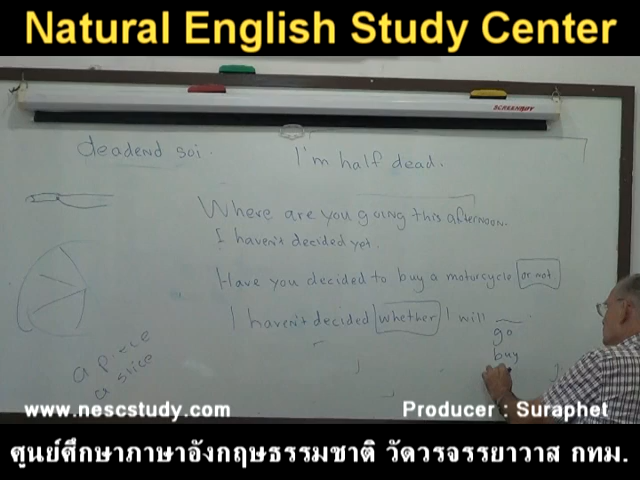 Natural English Study Center
SCREENBOY
deadend soi.
I'm half dead.
Where are you going this afternoon.
I haven't decided yet.
Have you decided to buy a motorcycle or not
I haven't decided whether I will
go
buy
a piece
a slice
www.nescstudy.com
Producer : Suraphet
ศูนย์ศึกษาภาษาอังกฤษธรรมชาติ วัดวรจรรยาวาส กทม.